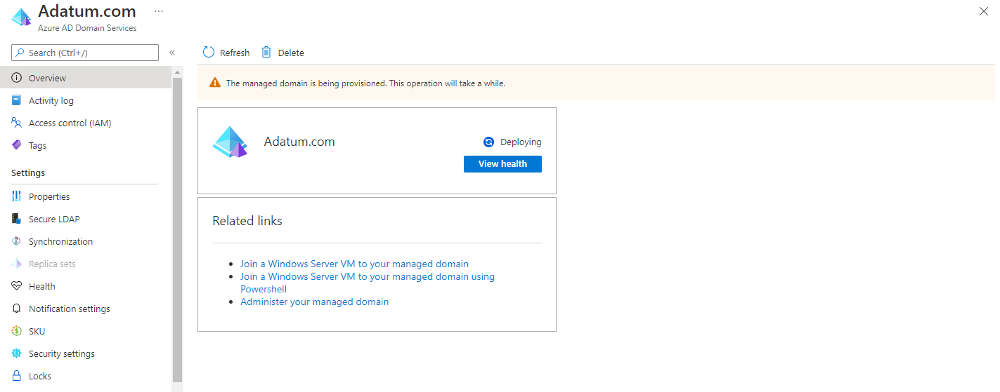 Adatum.com
...
Azure AD Domain Services
Search (Ctrl+/)
«
Refresh
Delete
Overview
Activity log
Access control (IAM)
Tags
Settings
Properties
Secure LDAP
Synchronization
Replica sets
Health
Notification settings
SKU
Security settings
Locks
The managed domain is being provisioned. This operation will take a while.
Adatum.com
Deploying
View health
Related links
• Join a Windows Server VM to your managed domain
• Join a Windows Server VM to your managed domain using
Powershell
• Administer your managed domain